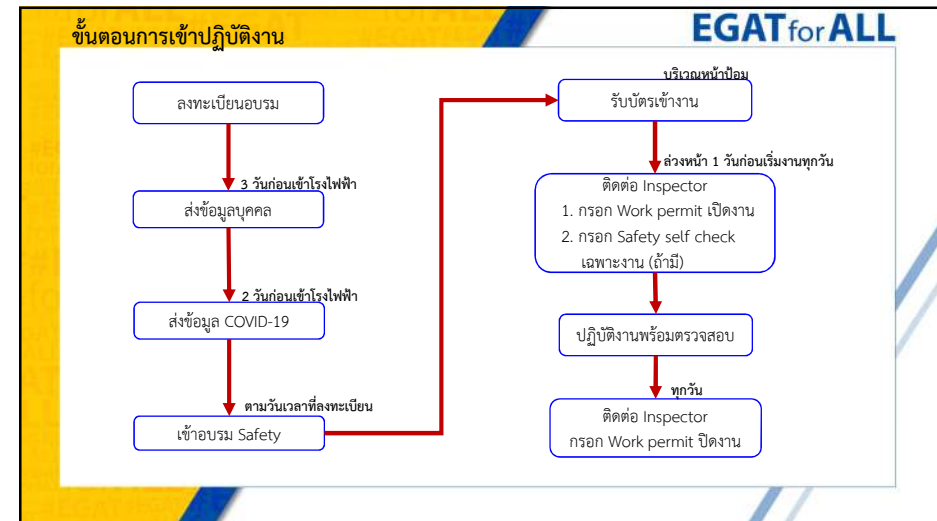 ขั้นตอนการเข้าปฏิบัติงาน
EGAT for ALL
ลงทะเบียนอบรม
3 วันก่อนเข้าโรงไฟฟ้า
ส่งข้อมูลบุคคล
2 วันก่อนเข้าโรงไฟฟ้า
ส่งข้อมูล COVID-19
ตามวันเวลาที่ลงทะเบียน
เข้าอบรม Safety
บริเวณหน้าป้อม
รับบัตรเข้างาน
ล่วงหน้า 1 วันก่อนเริ่มงานทุกวัน
ติดต่อ Inspector
1. กรอก Work permit เปิดงาน
2. กรอก Safety self check
เฉพาะงาน (ถ้ามี)
ปฏิบัติงานพร้อมตรวจสอบ
ทุกวัน
ติดต่อ Inspector
กรอก Work permit ปิดงาน